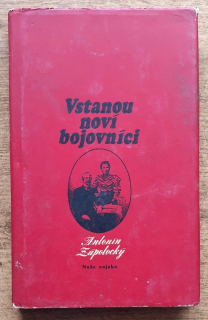 Vstanou
noví
bojovníci
Antonín
Zápotocký
Naše vojsko